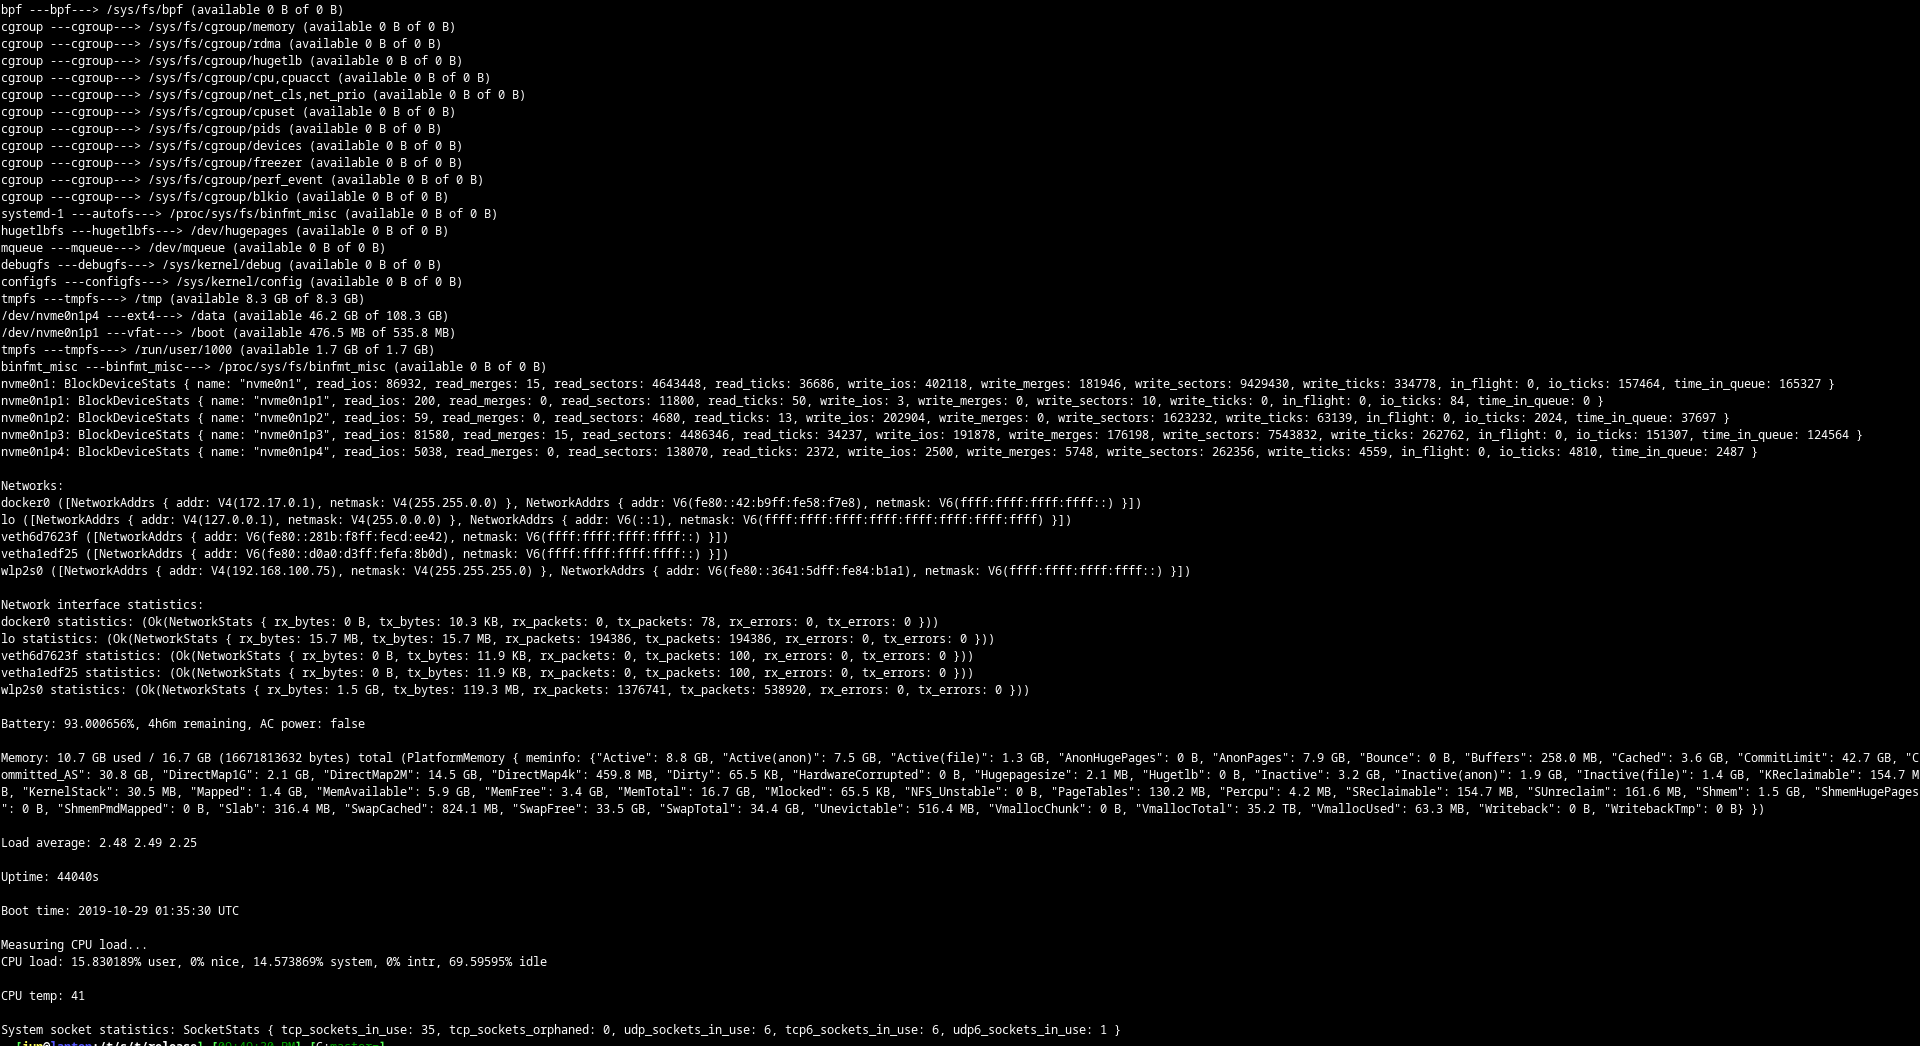 bpf ---bpf---> /sys/fs/bpf (available 0 B of 0 B)
cgroup ---cgroup---> /sys/fs/cgroup/memory (available 0 B of 0 B)
cgroup ---cgroup---> /sys/fs/cgroup/rdma (available 0 B of 0 B)
cgroup ---cgroup---> /sys/fs/cgroup/hugetlb (available 0 B of 0 B)
cgroup ---cgroup---> /sys/fs/cgroup/cpu,cpuacct (available 0 B of 0 B)
cgroup ---cgroup---> /sys/fs/cgroup/net_cls,net_prio (available 0 B of 0 B)
cgroup ---cgroup---> /sys/fs/cgroup/cpuset (available 0 B of 0 B)
cgroup ---cgroup---> /sys/fs/cgroup/pids (available 0 B of 0 B)
cgroup ---cgroup---> /sys/fs/cgroup/devices (available 0 B of 0 B)
cgroup ---cgroup---> /sys/fs/cgroup/freezer (available 0 B of 0 B)
cgroup ---cgroup---> /sys/fs/cgroup/perf_event (available 0 B of 0 B)
cgroup ---cgroup---> /sys/fs/cgroup/blkio (available 0 B of 0 B)
systemd-1 ---autofs---> /proc/sys/fs/binfmt_misc (available 0 B of 0 B)
hugetlbfs ---hugetlbfs---> /dev/hugepages (available 0 B of 0 B)
mqueue ---mqueue---> /dev/mqueue (available 0 B of 0 B)
debugfs ---debugfs---> /sys/kernel/debug (available 0 B of 0 B)
configfs ---configfs---> /sys/kernel/config (available 0 B of 0 B)
tmpfs ---tmpfs---> /tmp (available 8.3 GB of 8.3 GB)
/dev/nvme0n1p4 ---ext4---> /data (available 46.2 GB of 108.3 GB)
/dev/nvme0n1p1 ---vfat---> /boot (available 476.5 MB of 535.8 MB)
tmpfs ---tmpfs---> /run/user/1000 (available 1.7 GB of 1.7 GB)
binfmt_misc ---binfmt_misc---> /proc/sys/fs/binfmt_misc (available 0 B of 0 B)
nvme0n1: BlockDeviceStats { name: "nvme0n1", read_ios: 86932, read_merges: 15, read_sectors: 4643448, read_ticks: 36686, write_ios: 402118, write_merges: 181946, write_sectors: 9429430, write_ticks: 334778, in_flight: 0, io_ticks: 157464, time_in_queue: 165327 }
nvme0n1p1: BlockDeviceStats { name: "nvme0n1p1", read_ios: 200, read_merges: 0, read_sectors: 11800, read_ticks: 50, write_ios: 3, write_merges: 0, write_sectors: 10, write_ticks: 0, in_flight: 0, io_ticks: 84, time_in_queue: 0 }
nvme0n1p2: BlockDeviceStats { name: "nvme0n1p2", read_ios: 59, read_merges: 0, read_sectors: 4680, read_ticks: 13, write_ios: 202904, write_merges: 0, write_sectors: 1623232, write_ticks: 63139, in_flight: 0, io_ticks: 2024, time_in_queue: 37697 }
nvme0n1p3: BlockDeviceStats { name: "nvme0n1p3", read_ios: 81580, read_merges: 15, read_sectors: 4486346, read_ticks: 34237, write_ios: 191878, write_merges: 176198, write_sectors: 7543832, write_ticks: 262762, in_flight: 0, io_ticks: 151307, time_in_queue: 124564 }
nvme0n1p4: BlockDeviceStats { name: "nvme0n1p4", read_ios: 5038, read_merges: 0, read_sectors: 138070, read_ticks: 2372, write_ios: 2500, write_merges: 5748, write_sectors: 262356, write_ticks: 4559, in_flight: 0, io_ticks: 4810, time_in_queue: 2487 }
Networks:
docker0 ([NetworkAddrs { addr: V4(172.17.0.1), netmask: V4(255.255.0.0) }, NetworkAddrs { addr: V6(fe80::42:b9ff:fe58:f7e8), netmask: V6(ffff:ffff:ffff:ffff::) }])
lo ([NetworkAddrs { addr: V4(127.0.0.1), netmask: V4(255.0.0.0) }, NetworkAddrs { addr: V6(::1), netmask: V6(ffff:ffff:ffff:ffff:ffff:ffff:ffff:ffff) }])
veth6d7623f ([NetworkAddrs { addr: V6(fe80::281b:f8ff:fecd:ee42), netmask: V6(ffff:ffff:ffff:ffff::) }])
vetha1edf25 ([NetworkAddrs { addr: V6(fe80::d0a0:d3ff:fefa:8b0d), netmask: V6(ffff:ffff:ffff:ffff::) }])
wlp2s0 ([NetworkAddrs { addr: V4(192.168.100.75), netmask: V4(255.255.255.0) }, NetworkAddrs { addr: V6(fe80::3641:5dff:fe84:b1a1), netmask: V6(ffff:ffff:ffff:ffff::) }])
Network interface statistics:
docker0 statistics: (Ok(NetworkStats { rx_bytes: 0 B, tx_bytes: 10.3 KB, rx_packets: 0, tx_packets: 78, rx_errors: 0, tx_errors: 0 }))
lo statistics: (Ok(NetworkStats { rx_bytes: 15.7 MB, tx_bytes: 15.7 MB, rx_packets: 194386, tx_packets: 194386, rx_errors: 0, tx_errors: 0 }))
veth6d7623f statistics: (Ok(NetworkStats { rx_bytes: 0 B, tx_bytes: 11.9 KB, rx_packets: 0, tx_packets: 100, rx_errors: 0, tx_errors: 0 }))
vetha1edf25 statistics: (Ok(NetworkStats { rx_bytes: 0 B, tx_bytes: 11.9 KB, rx_packets: 0, tx_packets: 100, rx_errors: 0, tx_errors: 0 }))
wlp2s0 statistics: (Ok(NetworkStats { rx_bytes: 1.5 GB, tx_bytes: 119.3 MB, rx_packets: 1376741, tx_packets: 538920, rx_errors: 0, tx_errors: 0 }))
Battery: 93.000656%, 4h6m remaining, AC power: false
Memory: 10.7 GB used / 16.7 GB (16671813632 bytes) total (PlatformMemory { meminfo: {"Active": 8.8 GB, "Active(anon)": 7.5 GB, "Active(file)": 1.3 GB, "AnonHugePages": 0 B, "AnonPages": 7.9 GB, "Bounce": 0 B, "Buffers": 258.0 MB, "Cached": 3.6 GB, "CommitLimit": 42.7 GB, "C
ommitted_AS": 30.8 GB, "DirectMap1G": 2.1 GB, "DirectMap2M": 14.5 GB, "DirectMap4k": 459.8 MB, "Dirty": 65.5 KB, "HardwareCorrupted": 0 B, "Hugepagesize": 2.1 MB, "Hugetlb": 0 B, "Inactive": 3.2 GB, "Inactive(anon)": 1.9 GB, "Inactive(file)": 1.4 GB, "KReclaimable": 154.7 M
B, "KernelStack": 30.5 MB, "Mapped": 1.4 GB, "MemAvailable": 5.9 GB, "MemFree": 3.4 GB, "MemTotal": 16.7 GB, "Mlocked": 65.5 KB, "NFS_Unstable": 0 B, "PageTables": 130.2 MB, "Percpu": 4.2 MB, "SReclaimable": 154.7 MB, "SUnreclaim": 161.6 MB, "Shmem": 1.5 GB, "ShmemHugePages
": 0 B, "ShmemPmdMapped": 0 B, "Slab": 316.4 MB, "SwapCached": 824.1 MB, "SwapFree": 33.5 GB, "SwapTotal": 34.4 GB, "Unevictable": 516.4 MB, "VmallocChunk": 0 B, "VmallocTotal": 35.2 TB, "VmallocUsed": 63.3 MB, "Writeback": 0 B, "WritebackTmp": 0 B} })
Load average: 2.48 2.49 2.25
Uptime: 44040s
Boot time: 2019-10-29 01:35:30 UTC
Measuring CPU load...
CPU load: 15.830189% user, 0% nice, 14.573869% system, 0% intr, 69.59595% idle
CPU temp: 41
System socket statistics: SocketStats { tcp_sockets_in_use: 35, tcp_sockets_orphaned: 0, udp_sockets_in_use: 6, tcp6_sockets_in_use: 6, udp6_sockets_in_use: 1 }